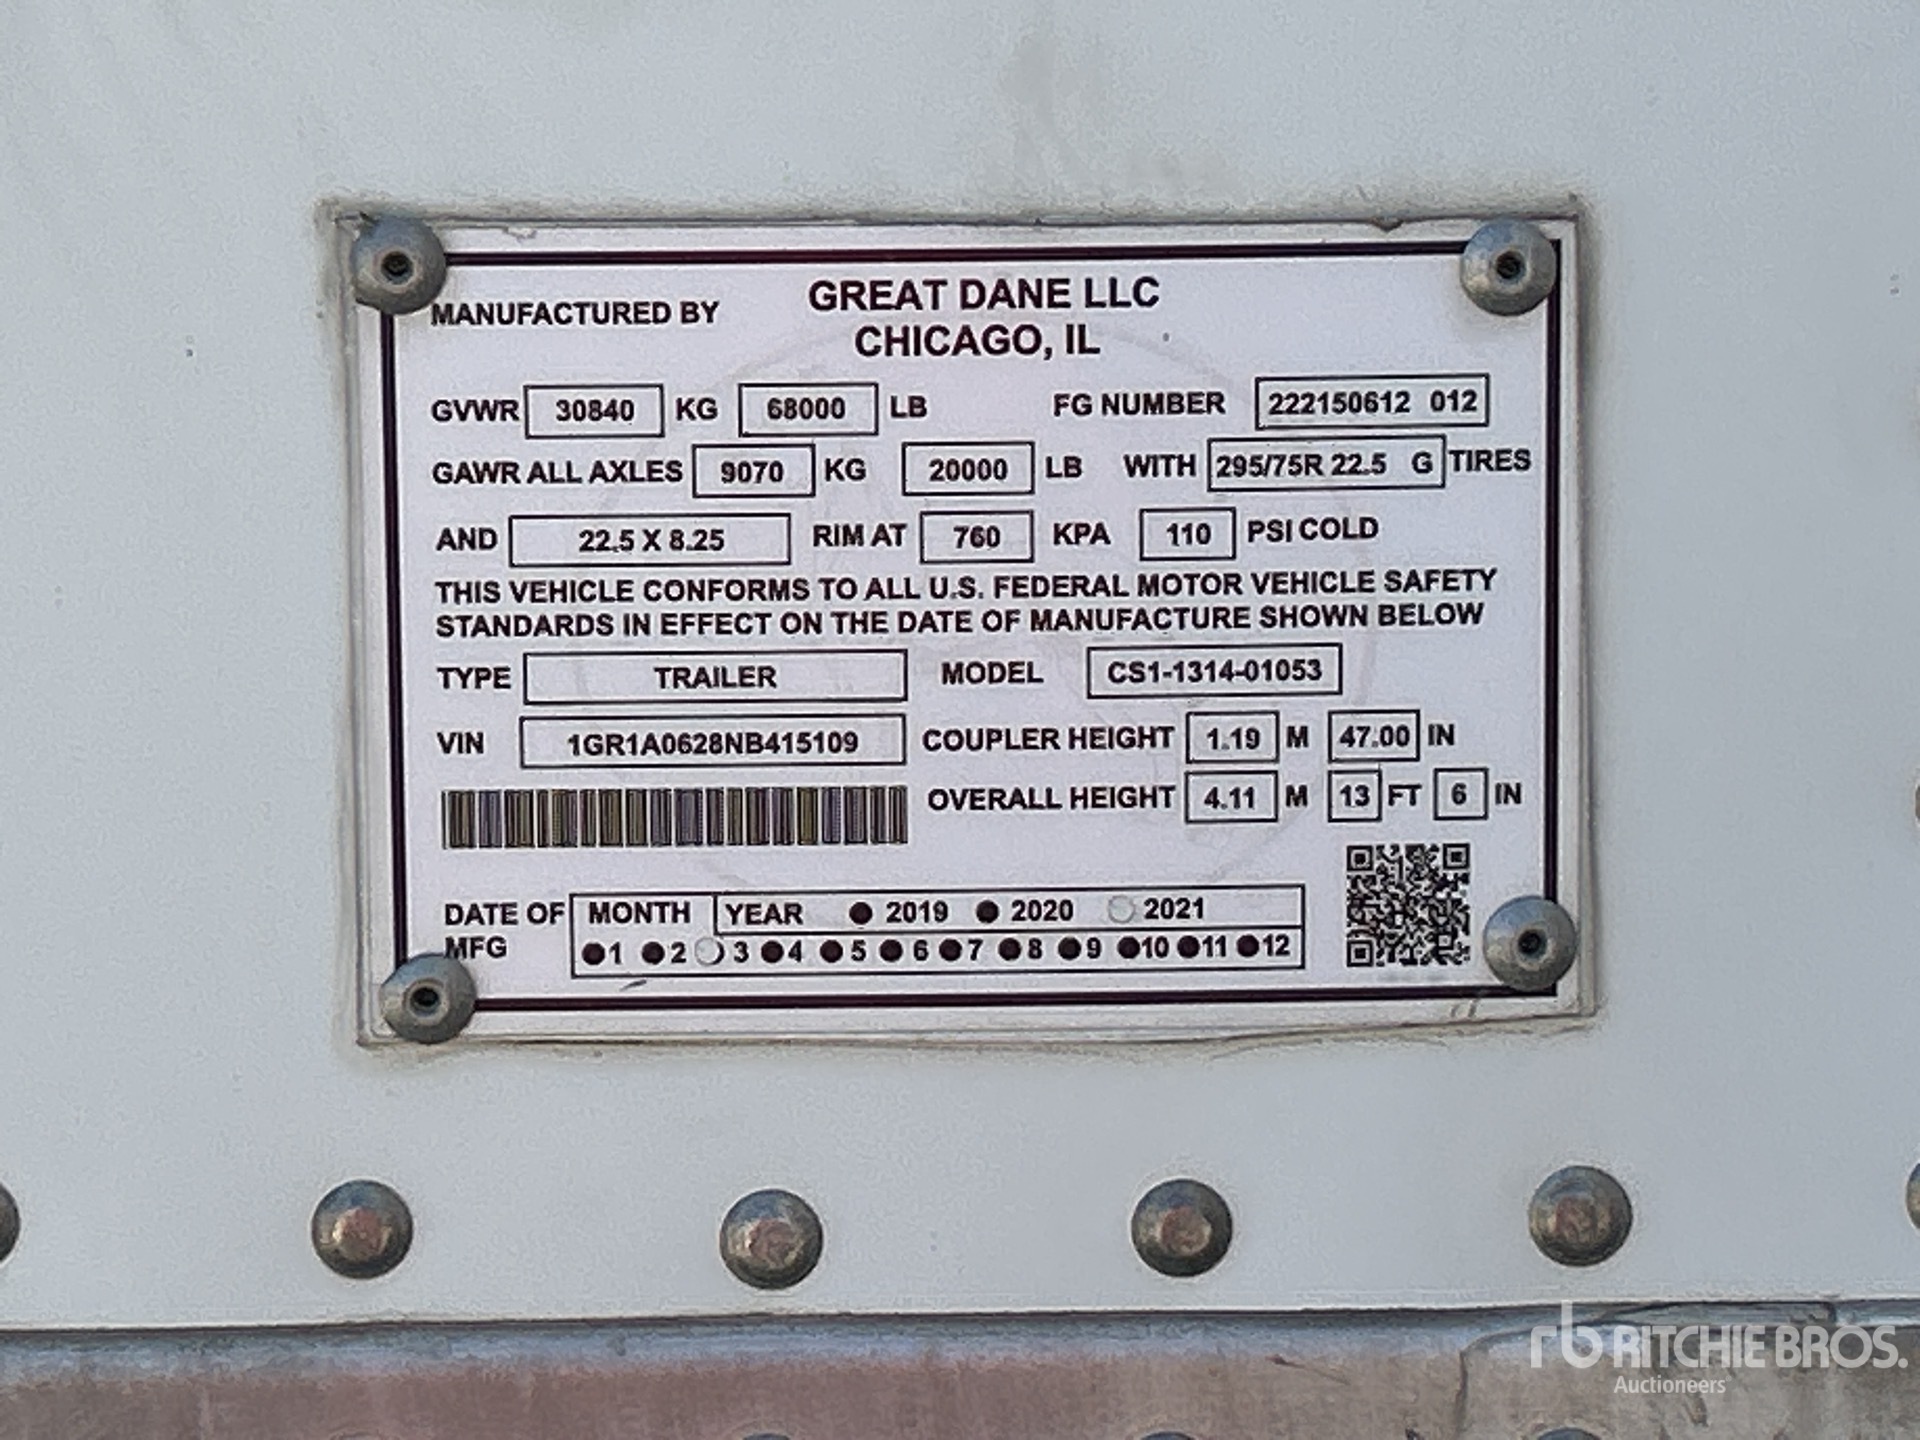 MANUFACTURED BY GREAT DANE LLC
CHICAGO, IL
GVWR 30840 KG 68000 LB FG NUMBER 222150612 012
GAWR ALL AXLES 9070 KG 20000 LB WITH 295/75R 22.5 G TIRES
AND 22.5 X 8.25 RIM AT 760 KPA 110 PSI COLD
THIS VEHICLE CONFORMS TO ALL U.S. FEDERAL MOTOR VEHICLE SAFETY
STANDARDS IN EFFECT ON THE DATE OF MANUFACTURE SHOWN BELOW
TYPE TRAILER MODEL CS1-1314-01053
VIN 1GR1A0628NB415109 COUPLER HEIGHT 1.19 M 47.00 IN
OVERALL HEIGHT 4.11 M 13 FT 6 IN
DATE OF MONTH YEAR 2019 2020 2021
MFG 1 2 3 4 5 6 7 8 9 10 11 12
rb RITCHIE BROS.
Auctioneers